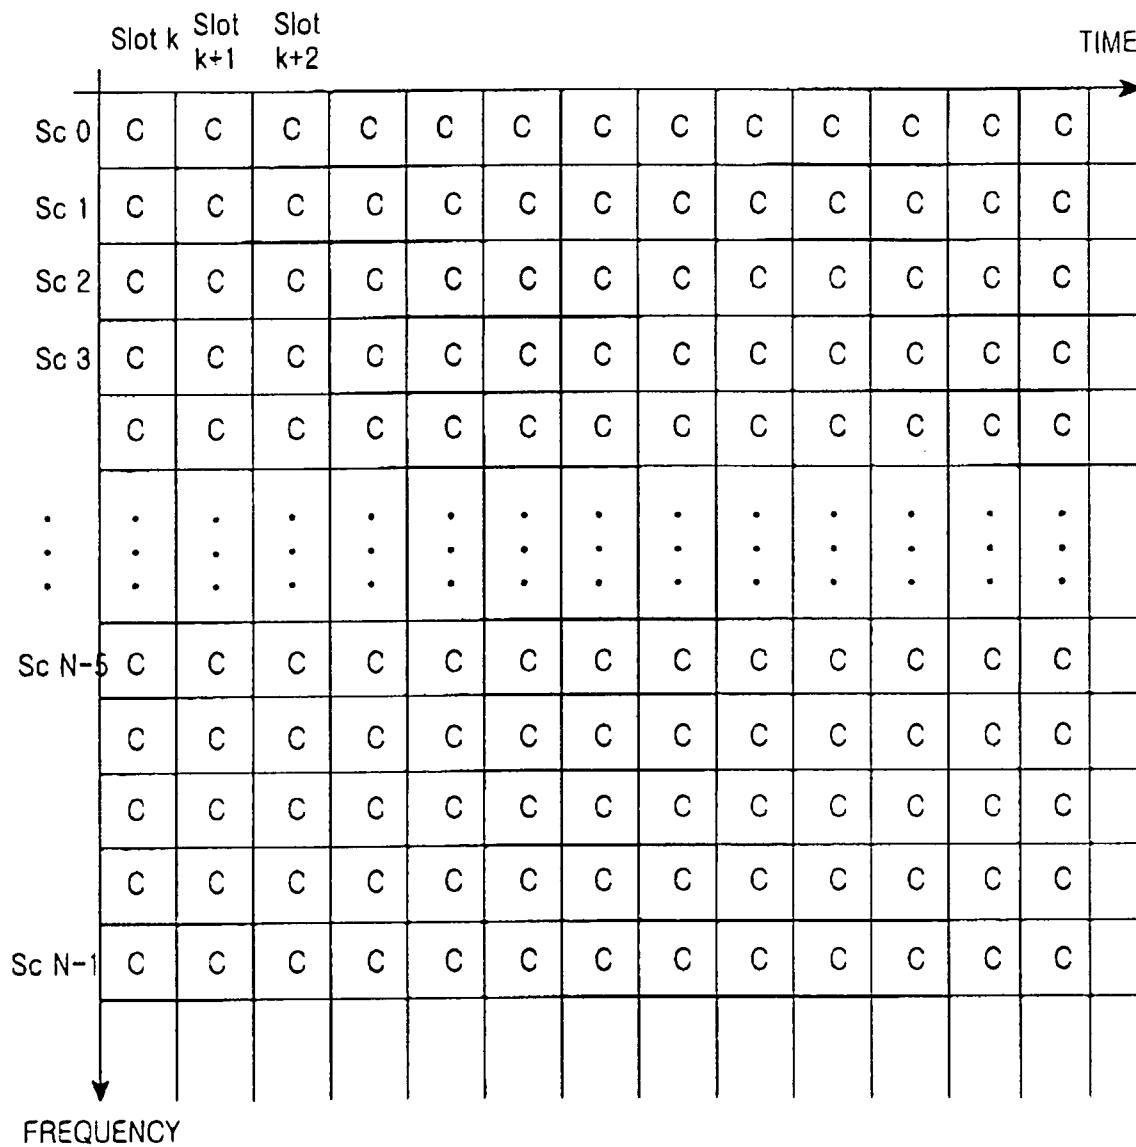 Slot k Slot k+1 Slot k+2 TIME
Sc 0 C C C C C C C C C C C C C
Sc 1 C C C C C C C C C C C C C
Sc 2 C C C C C C C C C C C C C
Sc 3 C C C C C C C C C C C C C
C C C C C C C C C C C C C
Sc N-5 C C C C C C C C C C C C C
C C C C C C C C C C C C C
C C C C C C C C C C C C C
C C C C C C C C C C C C C
Sc N-1 C C C C C C C C C C C C C
FREQUENCY